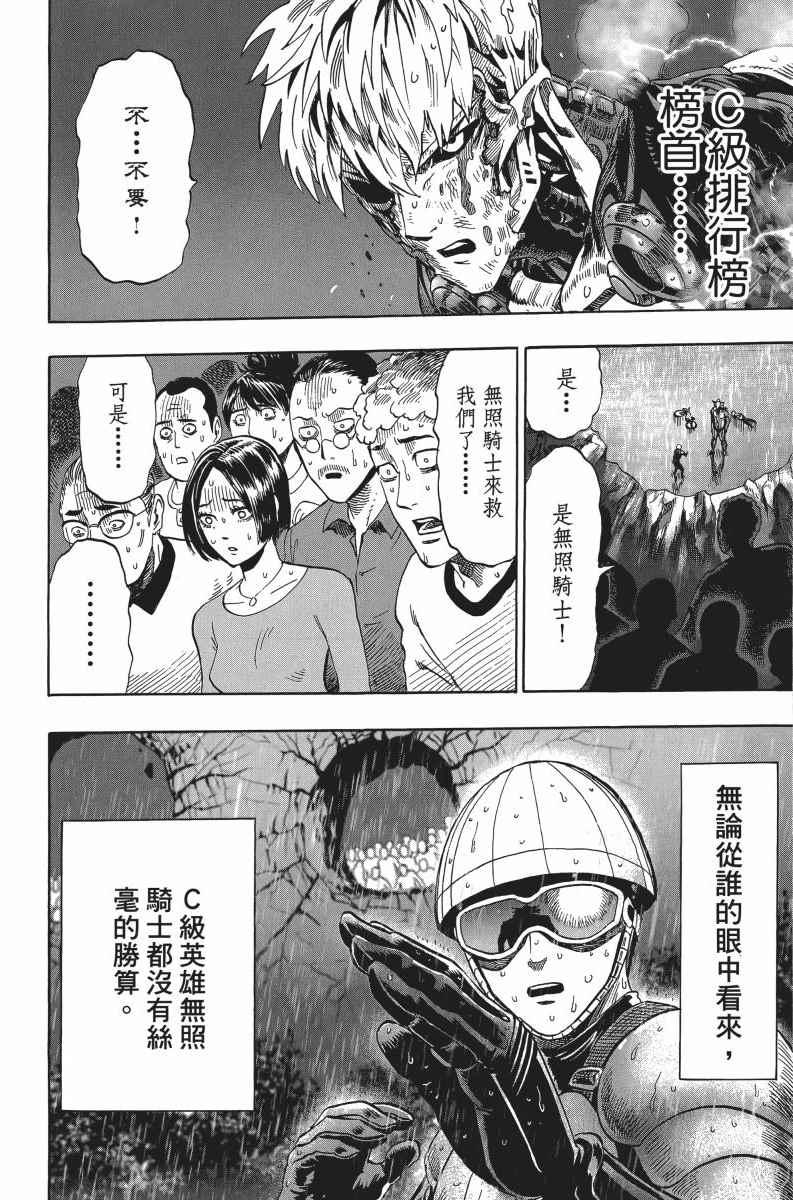 C級排行榜
榜首………
不…不要！
是…
是無照騎士！
無照騎士來救
我們了……
可是……
………
無論從誰的眼中看來，
C級英雄無照
騎士都沒有絲
毫的勝算。